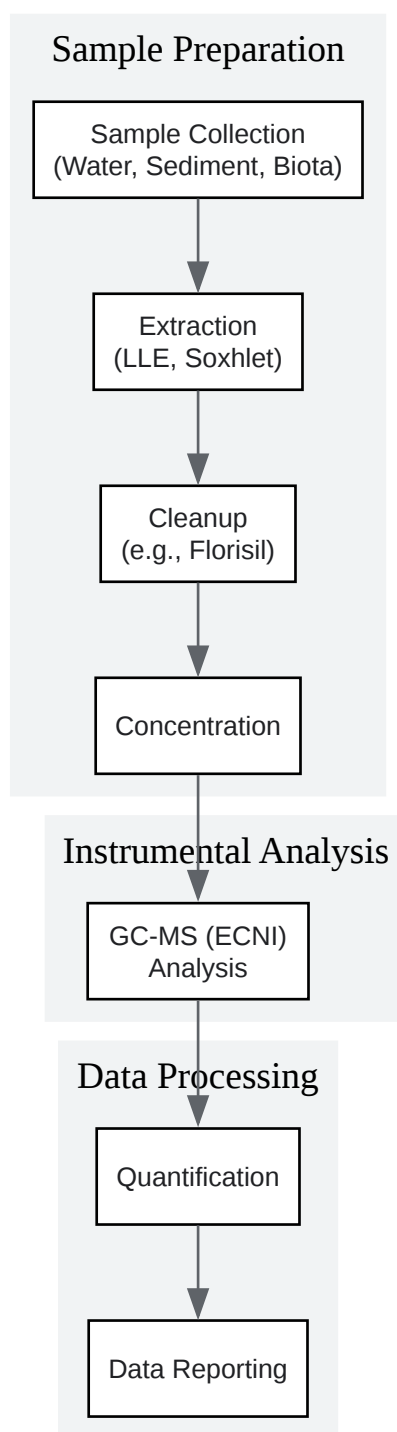 Sample Preparation
Sample Collection
(Water, Sediment, Biota)
Extraction
(LLE, Soxhlet)
Cleanup
(e.g., Florisil)
Concentration
Instrumental Analysis
GC-MS (ECNI)
Analysis
Data Processing
Quantification
Data Reporting